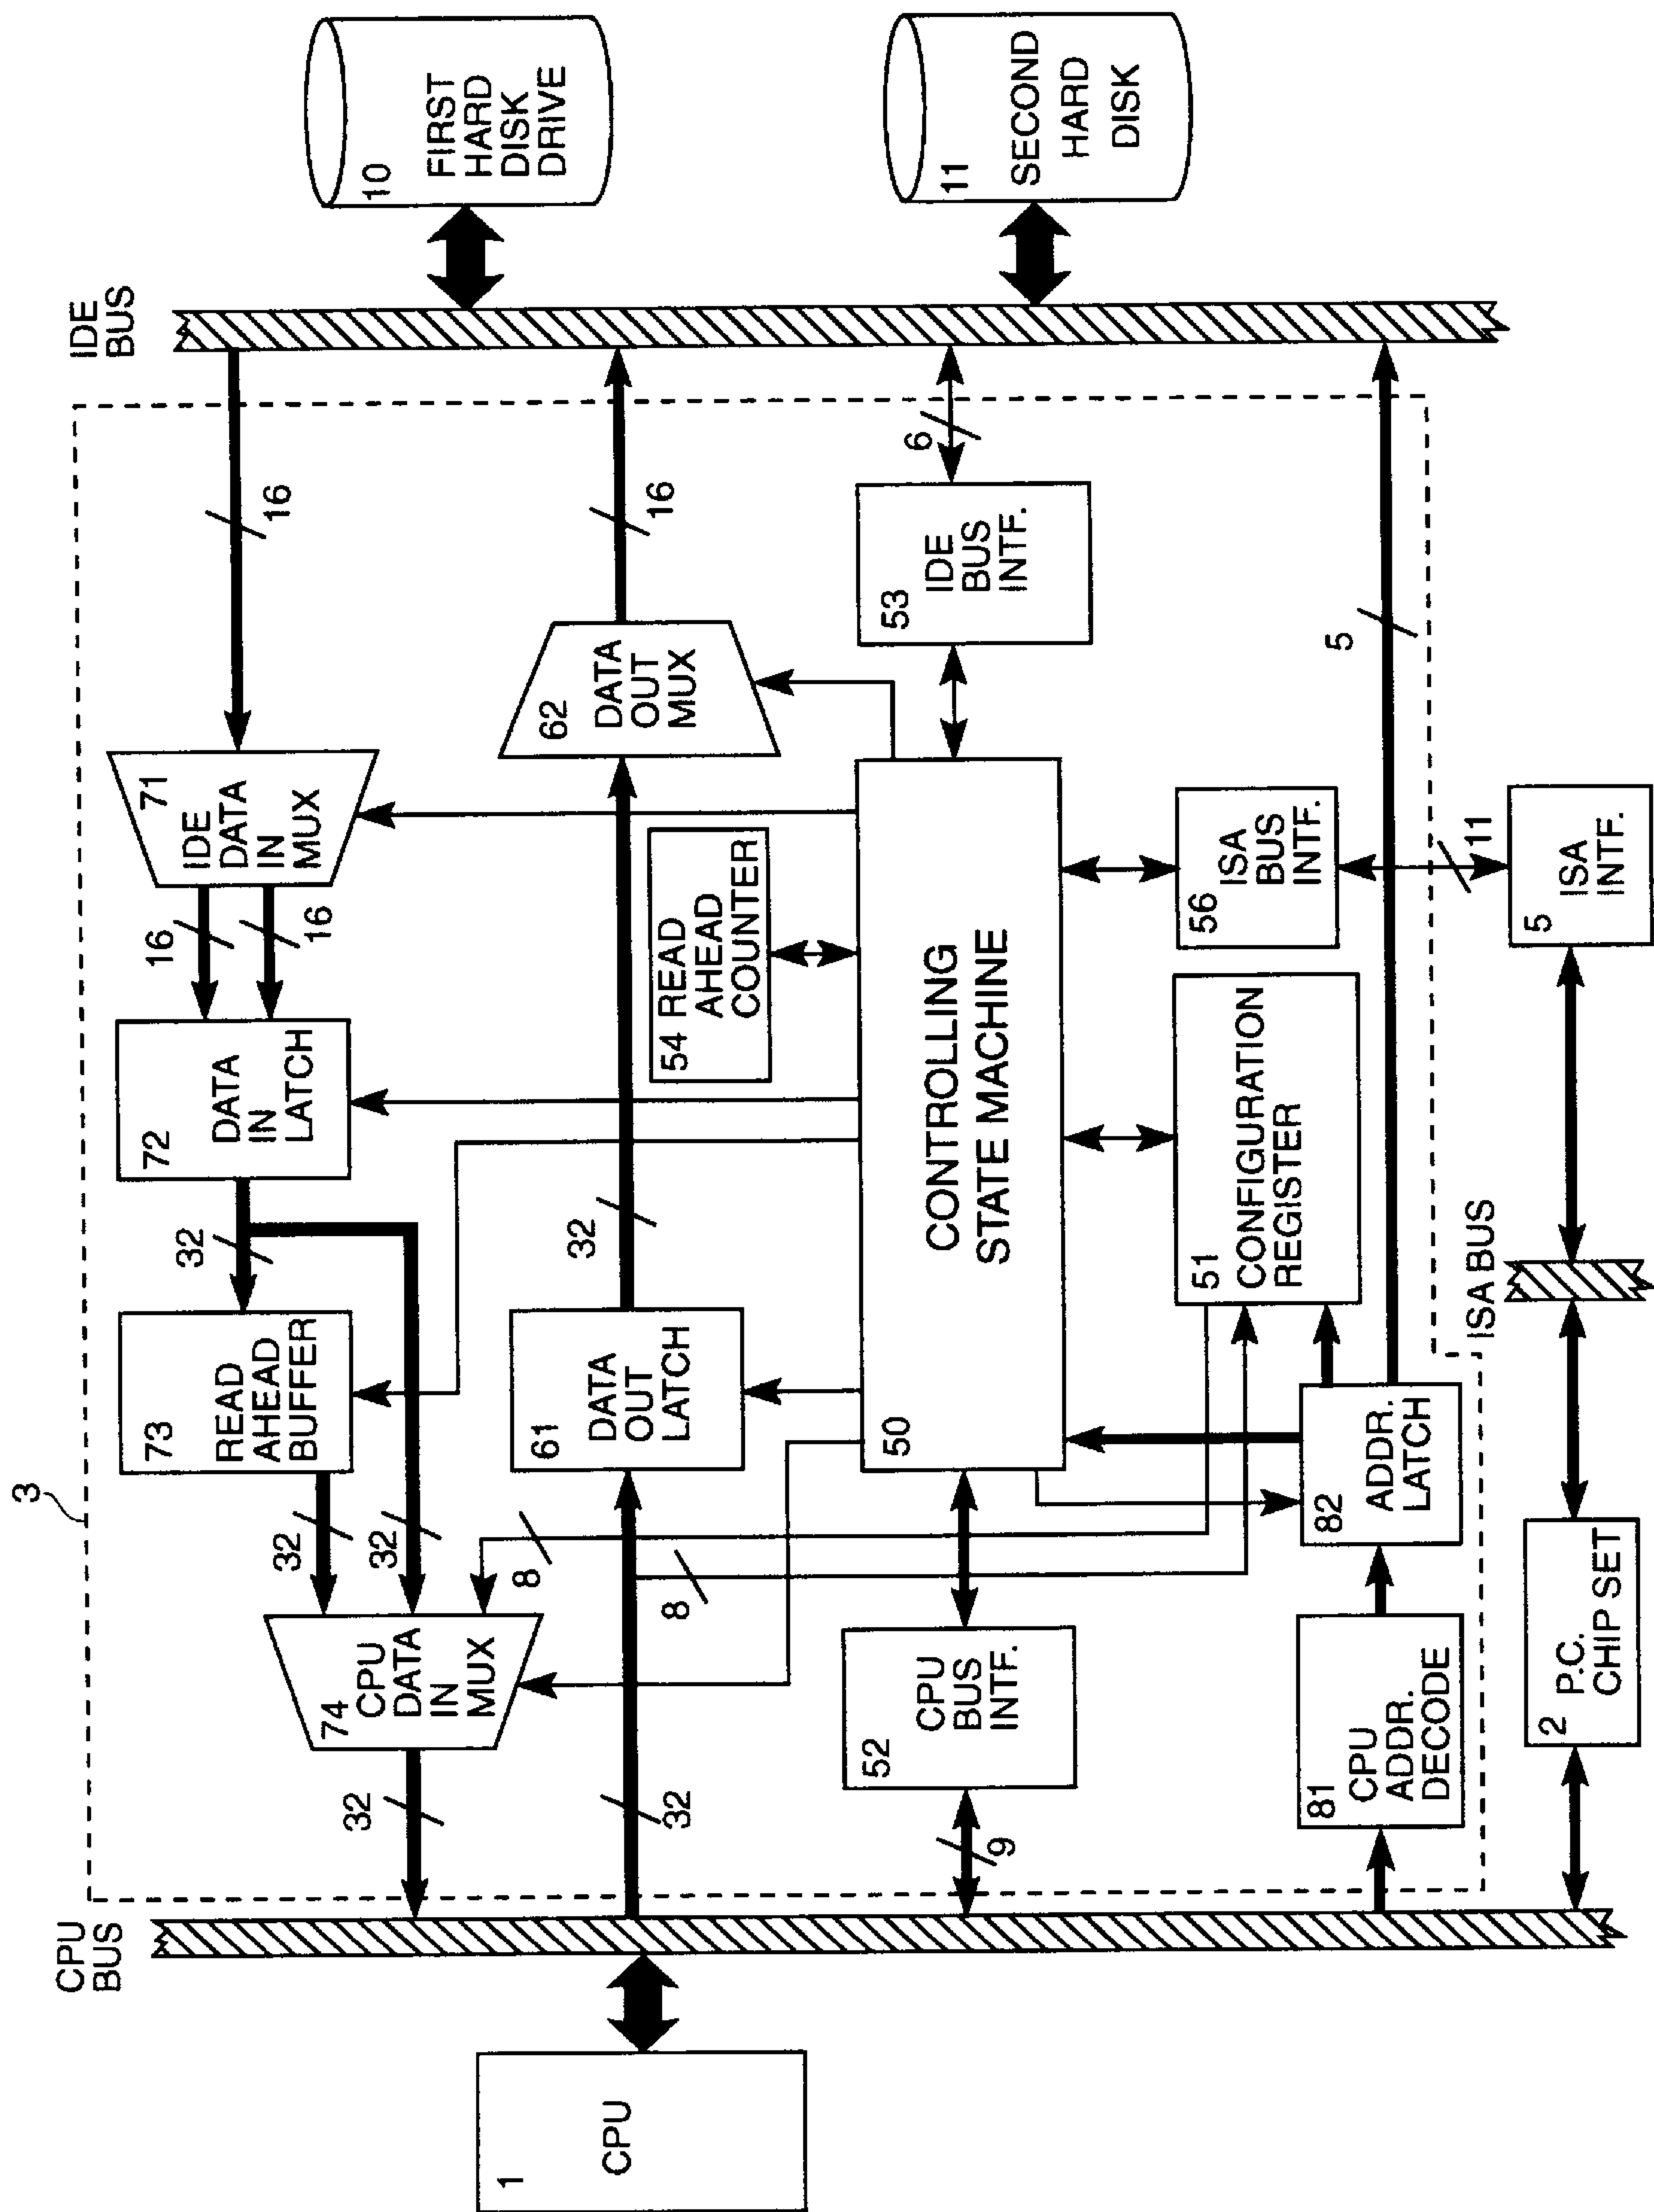 3
CPU
BUS
IDE
BUS
1
CPU
10
FIRST
HARD
DISK
DRIVE
11
SECOND
HARD
DISK
32
74
CPU
DATA
IN
MUX
32
32
8
73
READ
AHEAD
BUFFER
32
72
DATA
IN
LATCH
16
16
71
IDE
DATA
IN
MUX
16
32
8
61
DATA
OUT
LATCH
32
62
DATA
OUT
MUX
16
54 READ
AHEAD
COUNTER
9
52
CPU
BUS
INTF.
50
CONTROLLING
STATE MACHINE
53
IDE
BUS
INTF.
6
51
CONFIGURATION
REGISTER
56
ISA
BUS
INTF.
81
CPU
ADDR.
DECODE
82
ADDR.
LATCH
5
11
2
P.C.
CHIP SET
ISA BUS
5
ISA
INTF.